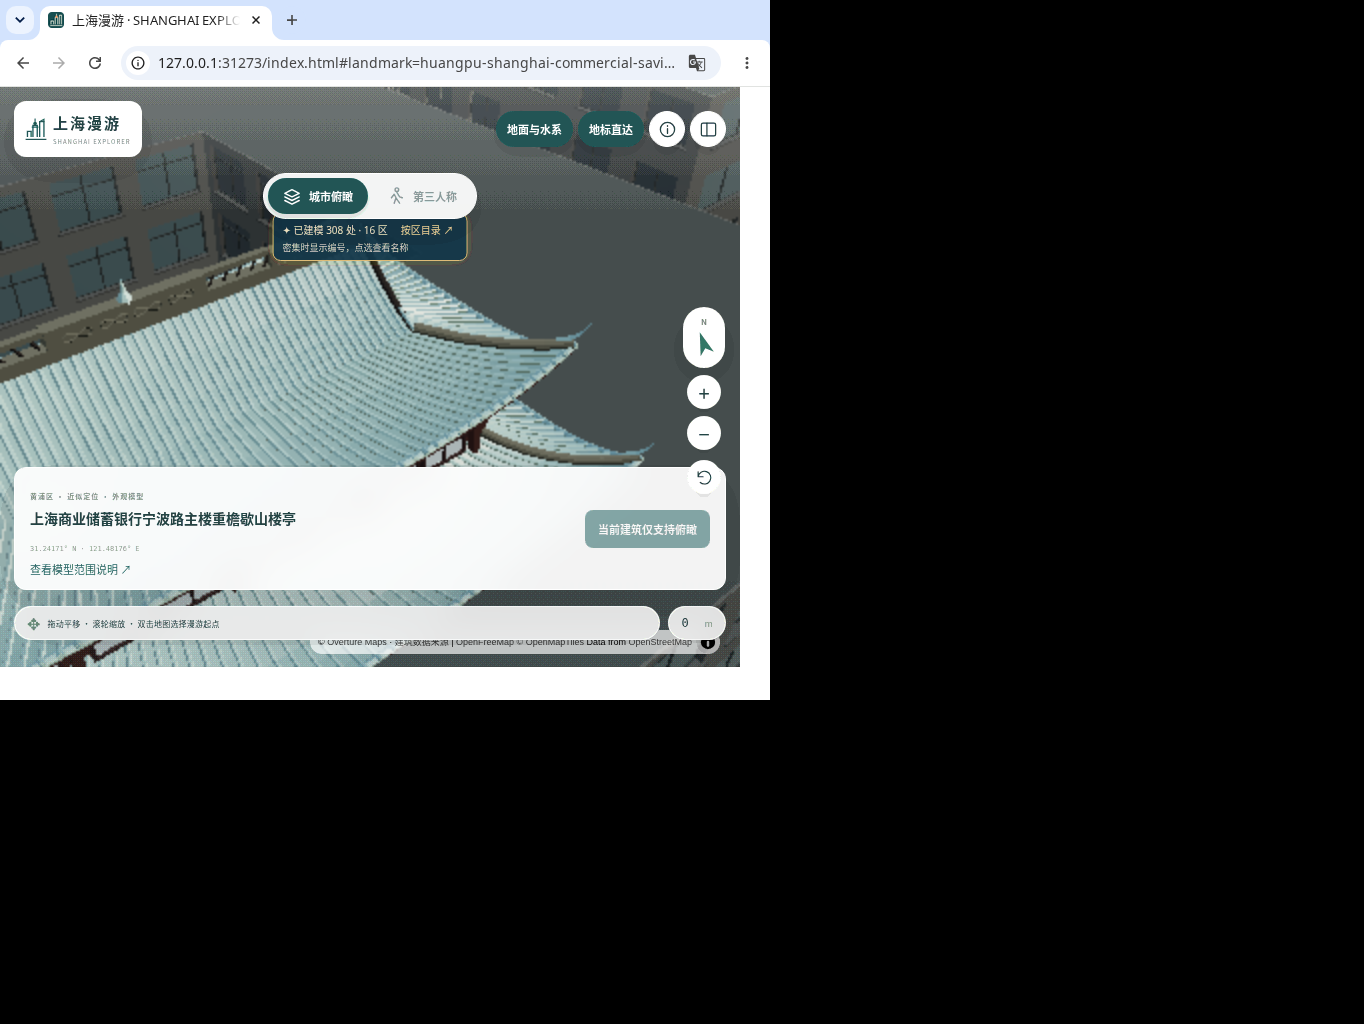 上海漫游 · SHANGHAI EXPLO
127.0.0.1:31273/index.html#landmark=huangpu-shanghai-commercial-savi...
上海漫游
SHANGHAI EXPLORER
地面与水系
地标直达
城市俯瞰
第三人称
✦ 已建模 308 处 · 16 区 按区目录 ↗
密集时显示编号，点选查看名称
N
+
−
黄浦区 · 近似定位 · 外观模型
上海商业储蓄银行宁波路主楼重檐歇山楼亭
31.24171° N · 121.48176° E
查看模型范围说明 ↗
当前建筑仅支持俯瞰
拖动平移 · 滚轮缩放 · 双击地图选择漫游起点
0 m
© Overture Maps · 建筑数据来源 | OpenFreeMap © OpenMapTiles Data from OpenStreetMap